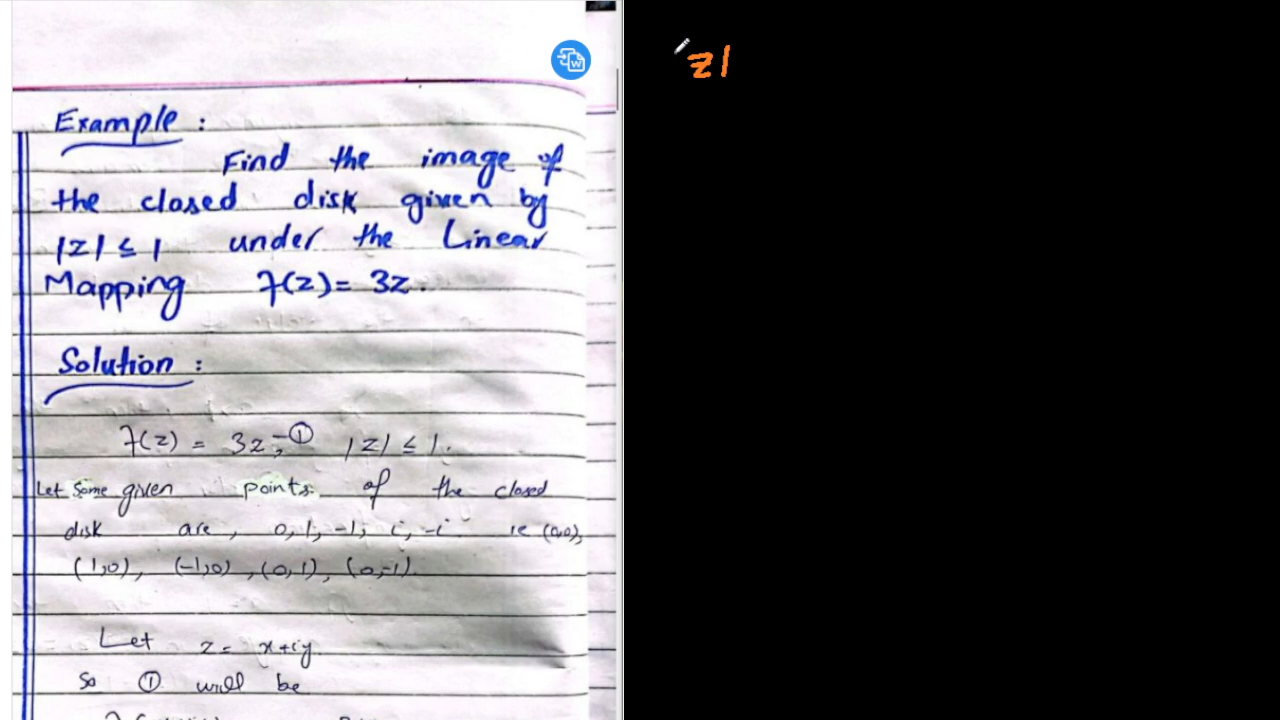 Example :
Find the image of
the closed disk given by
|z| ≤ 1 under the Linear
Mapping f(z) = 3z.
Solution :
f(z) = 3z, -① |z| ≤ 1.
Let some given points of the closed
disk are, 0, 1, -1, i, -i ie (0,0),
(1,0), (-1,0), (0,1), (0,-1).
Let z = x+iy
So ① will be
z|
W